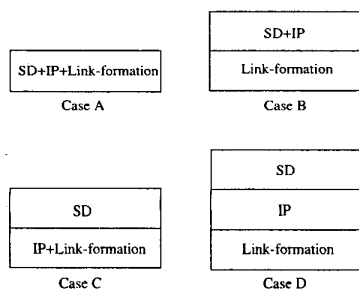 SD+IP+Link-formation
Case A
SD+IP
Link-formation
Case B
SD
IP+Link-formation
Case C
SD
IP
Link-formation
Case D